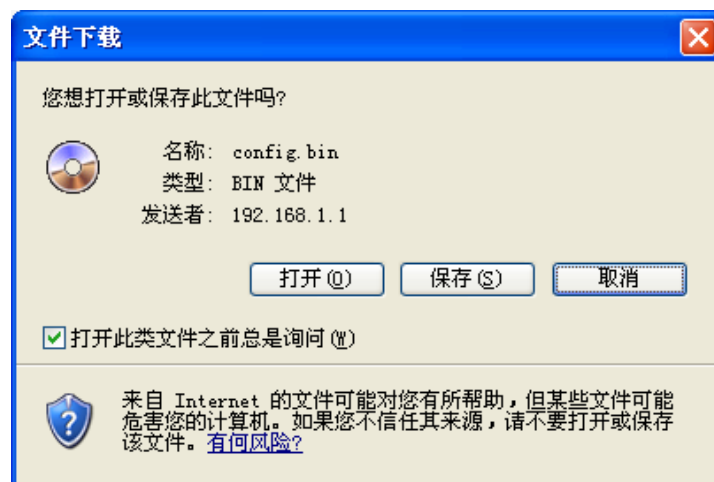 文件下载
您想打开或保存此文件吗?
名称: config.bin
类型: BIN 文件
发送者: 192.168.1.1
打开(O) 保存(S) 取消
打开此类文件之前总是询问(W)
来自 Internet 的文件可能对您有所帮助，但某些文件可能
危害您的计算机。如果您不信任其来源，请不要打开或保存
该文件。有何风险?